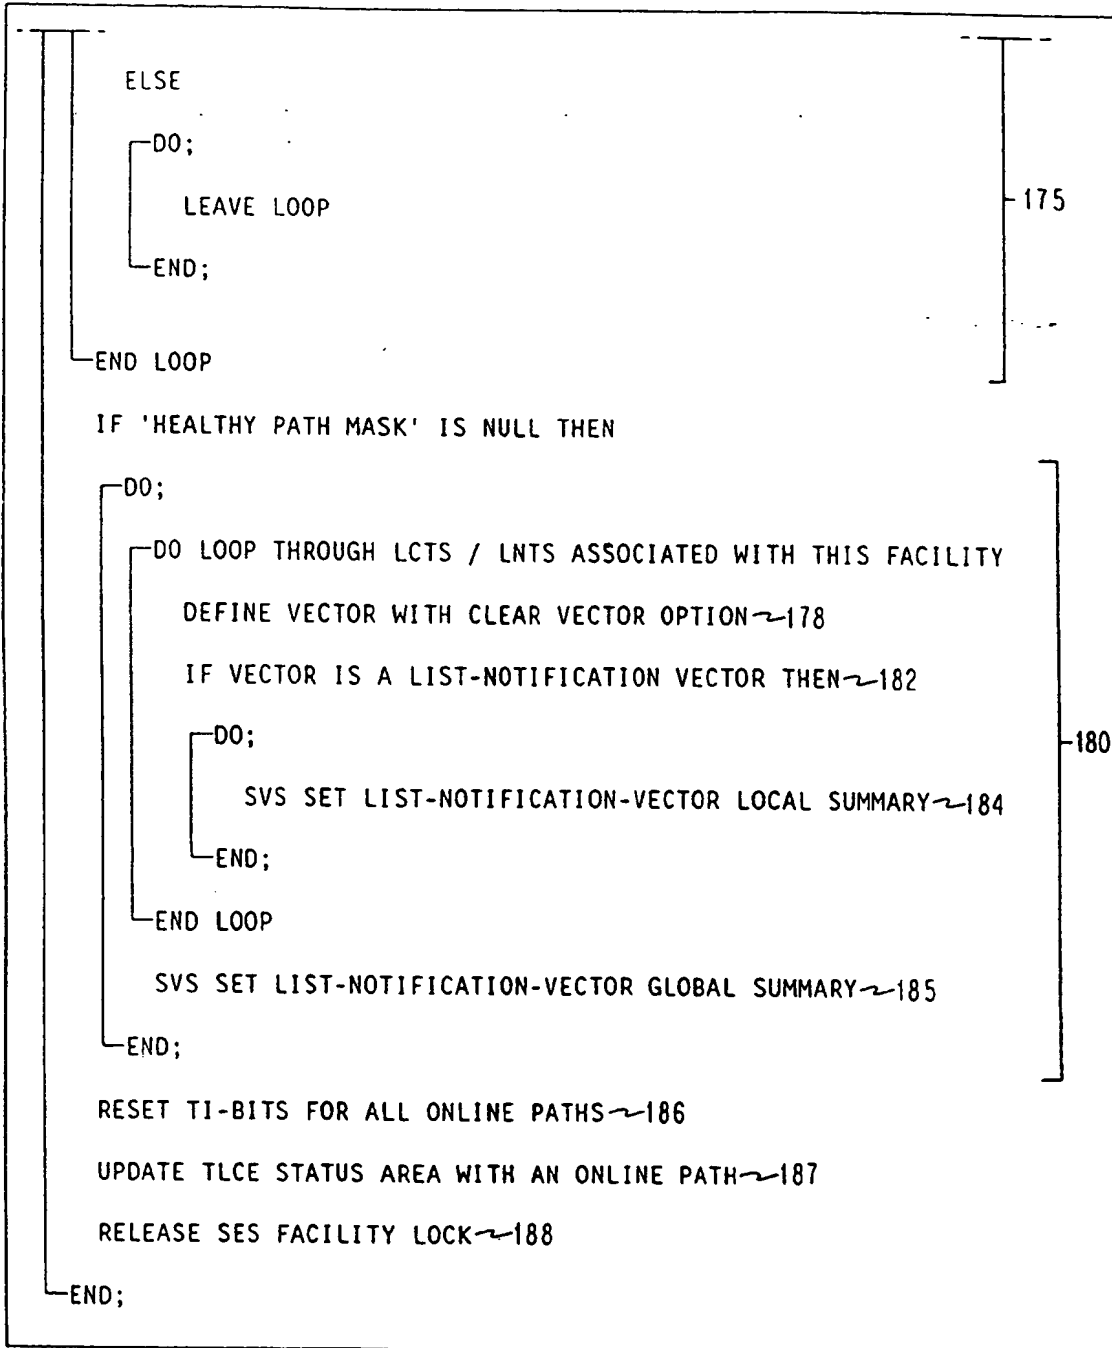 ELSE
DO;
LEAVE LOOP
175
END;
END LOOP
IF 'HEALTHY PATH MASK' IS NULL THEN
DO;
DO LOOP THROUGH LCTS / LNTS ASSOCIATED WITH THIS FACILITY
DEFINE VECTOR WITH CLEAR VECTOR OPTION 178
IF VECTOR IS A LIST-NOTIFICATION VECTOR THEN 182
DO;
180
SVS SET LIST-NOTIFICATION-VECTOR LOCAL SUMMARY 184
END;
END LOOP
SVS SET LIST-NOTIFICATION-VECTOR GLOBAL SUMMARY 185
END;
RESET TI-BITS FOR ALL ONLINE PATHS 186
UPDATE TLCE STATUS AREA WITH AN ONLINE PATH 187
RELEASE SES FACILITY LOCK 188
END;